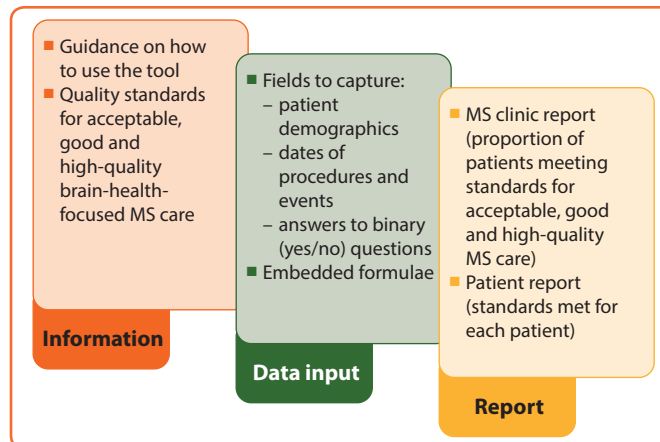 ■ Guidance on how
to use the tool
■ Quality standards
for acceptable,
good and
high-quality
brain-health-
focused MS care
Information
■ Fields to capture:
– patient
demographics
– dates of
procedures and
events
– answers to binary
(yes/no) questions
■ Embedded formulae
Data input
■ MS clinic report
(proportion of
patients meeting
standards for
acceptable, good
and high-quality
MS care)
■ Patient report
(standards met for
each patient)
Report